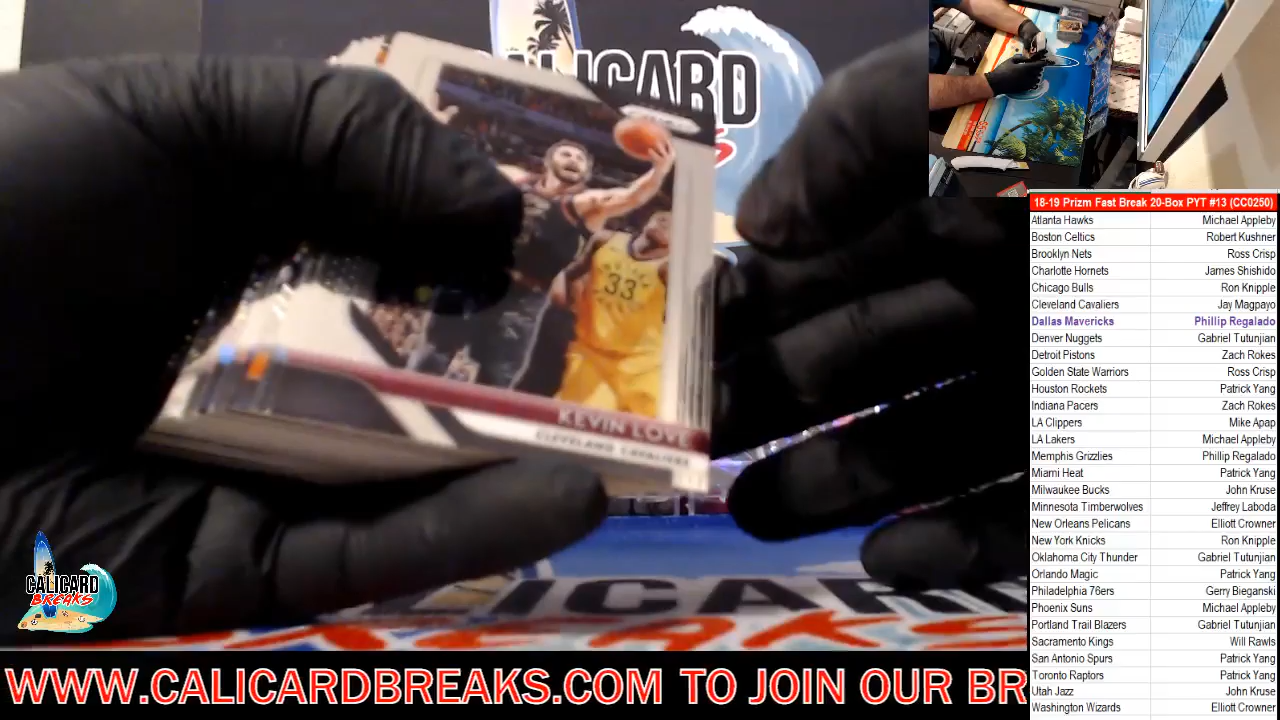 CALICARD
33
KEVIN LOVE
CLEVELAND CAVALIERS
18-19 Prizm Fast Break 20-Box PYT #13 (CC0250)
Atlanta Hawks Michael Appleby
Boston Celtics Robert Kushner
Brooklyn Nets Ross Crisp
Charlotte Hornets James Shishido
Chicago Bulls Ron Knipple
Cleveland Cavaliers Jay Magpayo
Dallas Mavericks Phillip Regalado
Denver Nuggets Gabriel Tutunjian
Detroit Pistons Zach Rokes
Golden State Warriors Ross Crisp
Houston Rockets Patrick Yang
Indiana Pacers Zach Rokes
LA Clippers Mike Apap
LA Lakers Michael Appleby
Memphis Grizzlies Phillip Regalado
Miami Heat Patrick Yang
Milwaukee Bucks John Kruse
Minnesota Timberwolves Jeffrey Laboda
New Orleans Pelicans Elliott Crowner
New York Knicks Ron Knipple
Oklahoma City Thunder Gabriel Tutunjian
Orlando Magic Patrick Yang
Philadelphia 76ers Gerry Bieganski
Phoenix Suns Michael Appleby
Portland Trail Blazers Gabriel Tutunjian
Sacramento Kings Will Rawls
San Antonio Spurs Patrick Yang
Toronto Raptors Patrick Yang
Utah Jazz John Kruse
Washington Wizards Elliott Crowner
CALICARD
BREAKS
WWW.CALICARDBREAKS.COM TO JOIN OUR BR